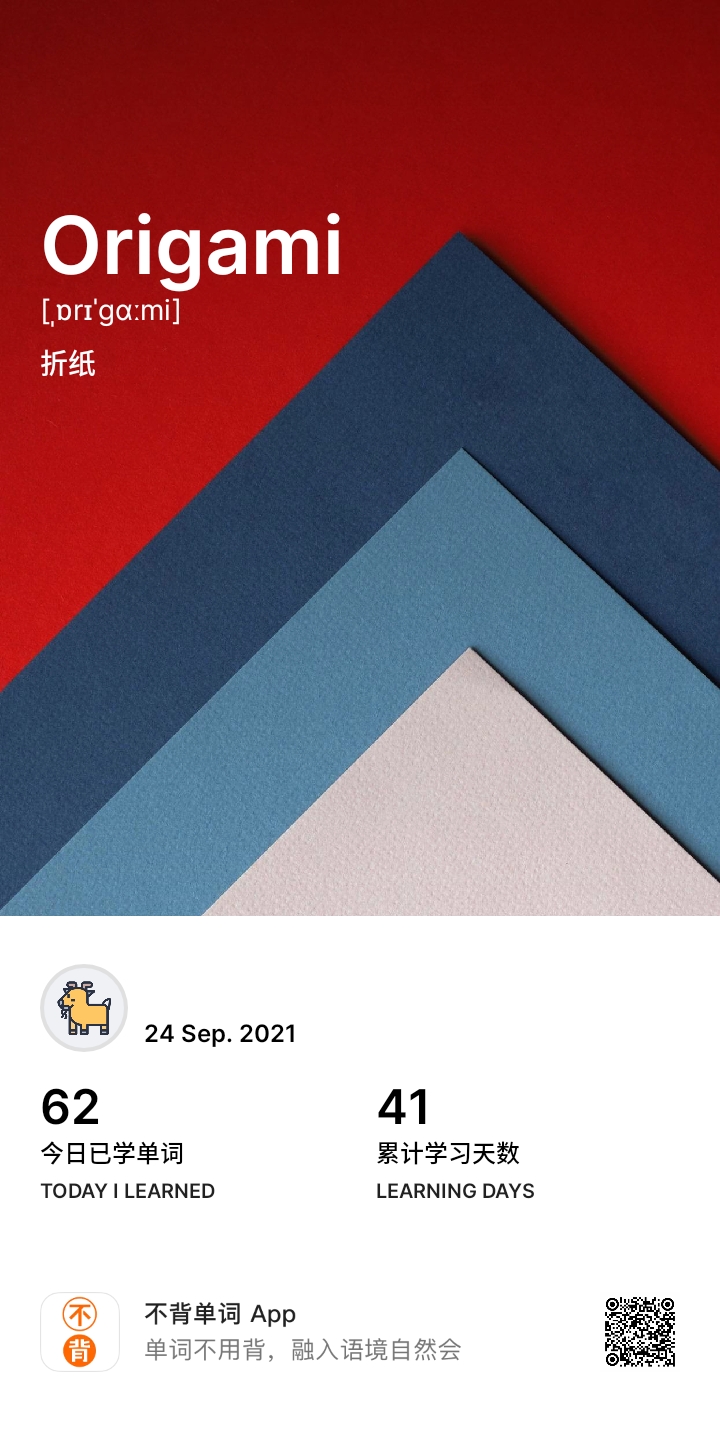 Origami
[ˌɒrɪˈɡɑːmi]
折纸
24 Sep. 2021
62
今日已学单词
TODAY I LEARNED
41
累计学习天数
LEARNING DAYS
不
背
不背单词 App
单词不用背，融入语境自然会